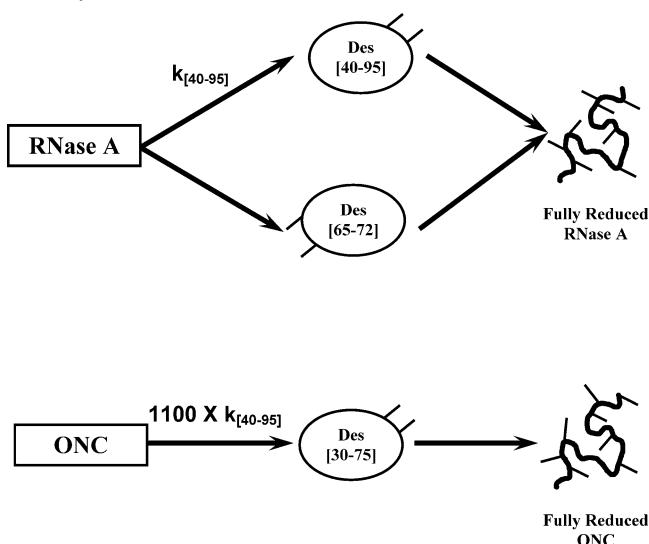 k[40-95]
Des
[40-95]
RNase A
Des
[65-72]
Fully Reduced
RNase A
1100 X k[40-95]
ONC
Des
[30-75]
Fully Reduced
ONC